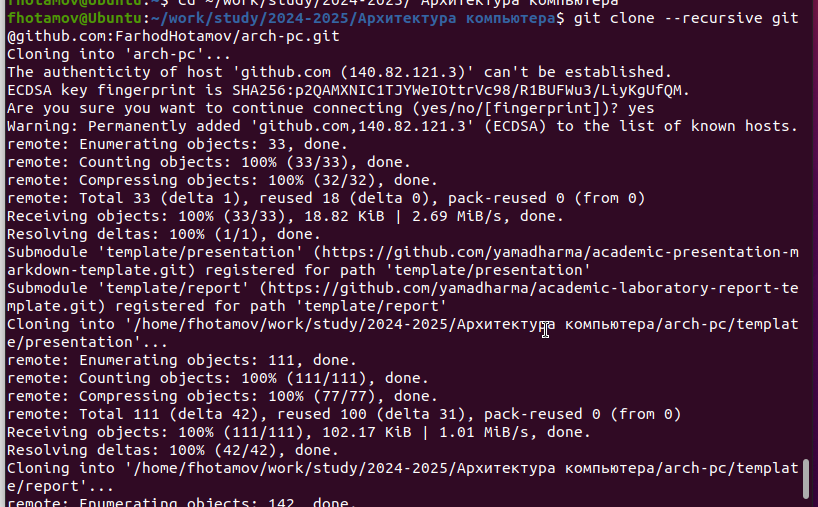 fhotamov@Ubuntu:~$ cd ~/work/study/2024-2025/"Архитектура компьютера"
fhotamov@Ubuntu:~/work/study/2024-2025/Архитектура компьютера$ git clone --recursive git
@github.com:FarhodHotamov/arch-pc.git
Cloning into 'arch-pc'...
The authenticity of host 'github.com (140.82.121.3)' can't be established.
ECDSA key fingerprint is SHA256:p2QAMXNIC1TJYWeIOttrVc98/R1BUFWu3/LiyKgUfQM.
Are you sure you want to continue connecting (yes/no/[fingerprint])? yes
Warning: Permanently added 'github.com,140.82.121.3' (ECDSA) to the list of known hosts.
remote: Enumerating objects: 33, done.
remote: Counting objects: 100% (33/33), done.
remote: Compressing objects: 100% (32/32), done.
remote: Total 33 (delta 1), reused 18 (delta 0), pack-reused 0 (from 0)
Receiving objects: 100% (33/33), 18.82 KiB | 2.69 MiB/s, done.
Resolving deltas: 100% (1/1), done.
Submodule 'template/presentation' (https://github.com/yamadharma/academic-presentation-m
arkdown-template.git) registered for path 'template/presentation'
Submodule 'template/report' (https://github.com/yamadharma/academic-laboratory-report-te
mplate.git) registered for path 'template/report'
Cloning into '/home/fhotamov/work/study/2024-2025/Архитектура компьютера/arch-pc/templat
e/presentation'...
remote: Enumerating objects: 111, done.
remote: Counting objects: 100% (111/111), done.
remote: Compressing objects: 100% (77/77), done.
remote: Total 111 (delta 42), reused 100 (delta 31), pack-reused 0 (from 0)
Receiving objects: 100% (111/111), 102.17 KiB | 1.01 MiB/s, done.
Resolving deltas: 100% (42/42), done.
Cloning into '/home/fhotamov/work/study/2024-2025/Архитектура компьютера/arch-pc/templat
e/report'...
remote: Enumerating objects: 142, done.